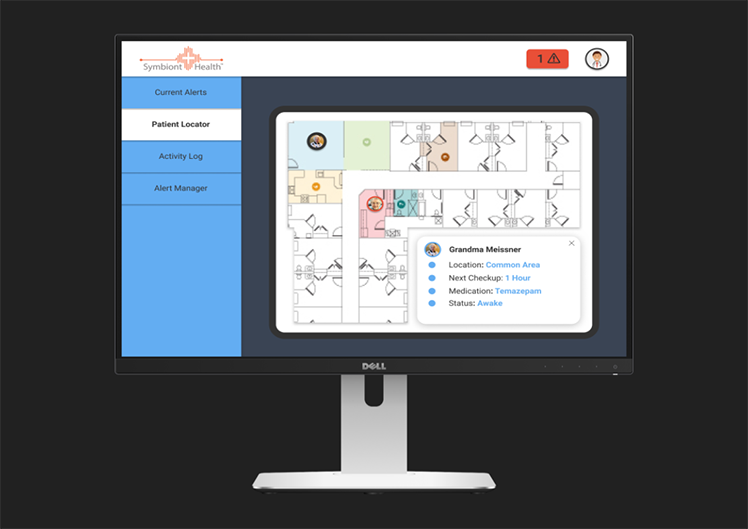 Symbiont Health
1
Current Alerts
Patient Locator
Activity Log
Alert Manager
Grandma Meissner
Location: Common Area
Next Checkup: 1 Hour
Medication: Temazepam
Status: Awake
DELL